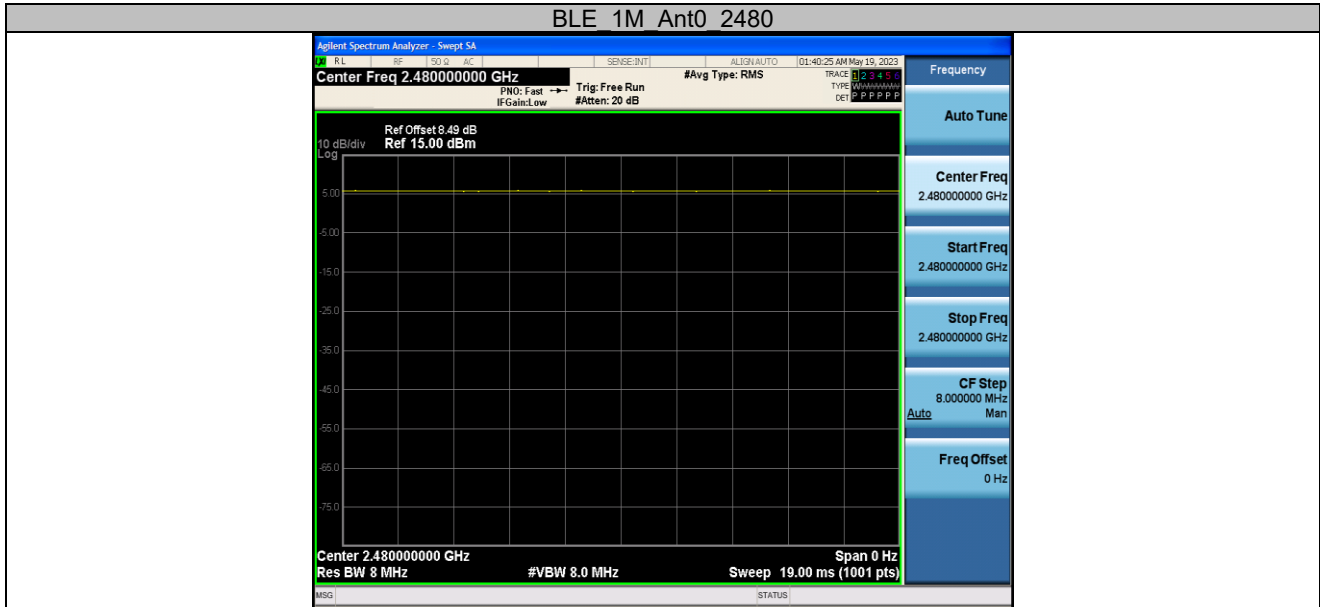 BLE_1M_Ant0_2480
Agilent Spectrum Analyzer - Swept SA
RL RF 50 Ω AC SENSE:INT ALIGNAUTO 01:40:25 AM May 19, 2023
Center Freq 2.480000000 GHz
PNO: Fast
IFGain:Low
Trig: Free Run
#Atten: 20 dB
#Avg Type: RMS
TRACE 1 2 3 4 5 6
TYPE
DET P P P P P P
Ref Offset 8.49 dB
10 dB/div Ref 15.00 dBm
Log
5.00
-5.00
-15.0
-25.0
-35.0
-45.0
-55.0
-65.0
-75.0
Center 2.480000000 GHz Span 0 Hz
Res BW 8 MHz #VBW 8.0 MHz Sweep 19.00 ms (1001 pts)
MSG STATUS
Frequency
Auto Tune
Center Freq
2.480000000 GHz
Start Freq
2.480000000 GHz
Stop Freq
2.480000000 GHz
CF Step
8.000000 MHz
Auto Man
Freq Offset
0 Hz